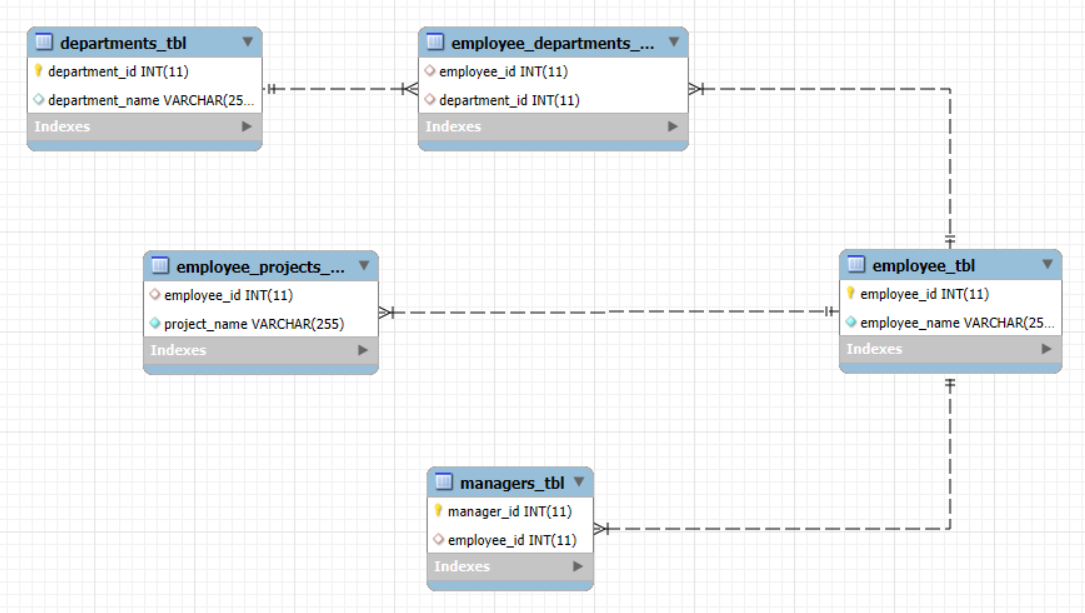 departments_tbl
department_id INT(11)
department_name VARCHAR(25...
Indexes
employee_departments_...
employee_id INT(11)
department_id INT(11)
Indexes
employee_projects_...
employee_id INT(11)
project_name VARCHAR(255)
Indexes
employee_tbl
employee_id INT(11)
employee_name VARCHAR(25...
Indexes
managers_tbl
manager_id INT(11)
employee_id INT(11)
Indexes